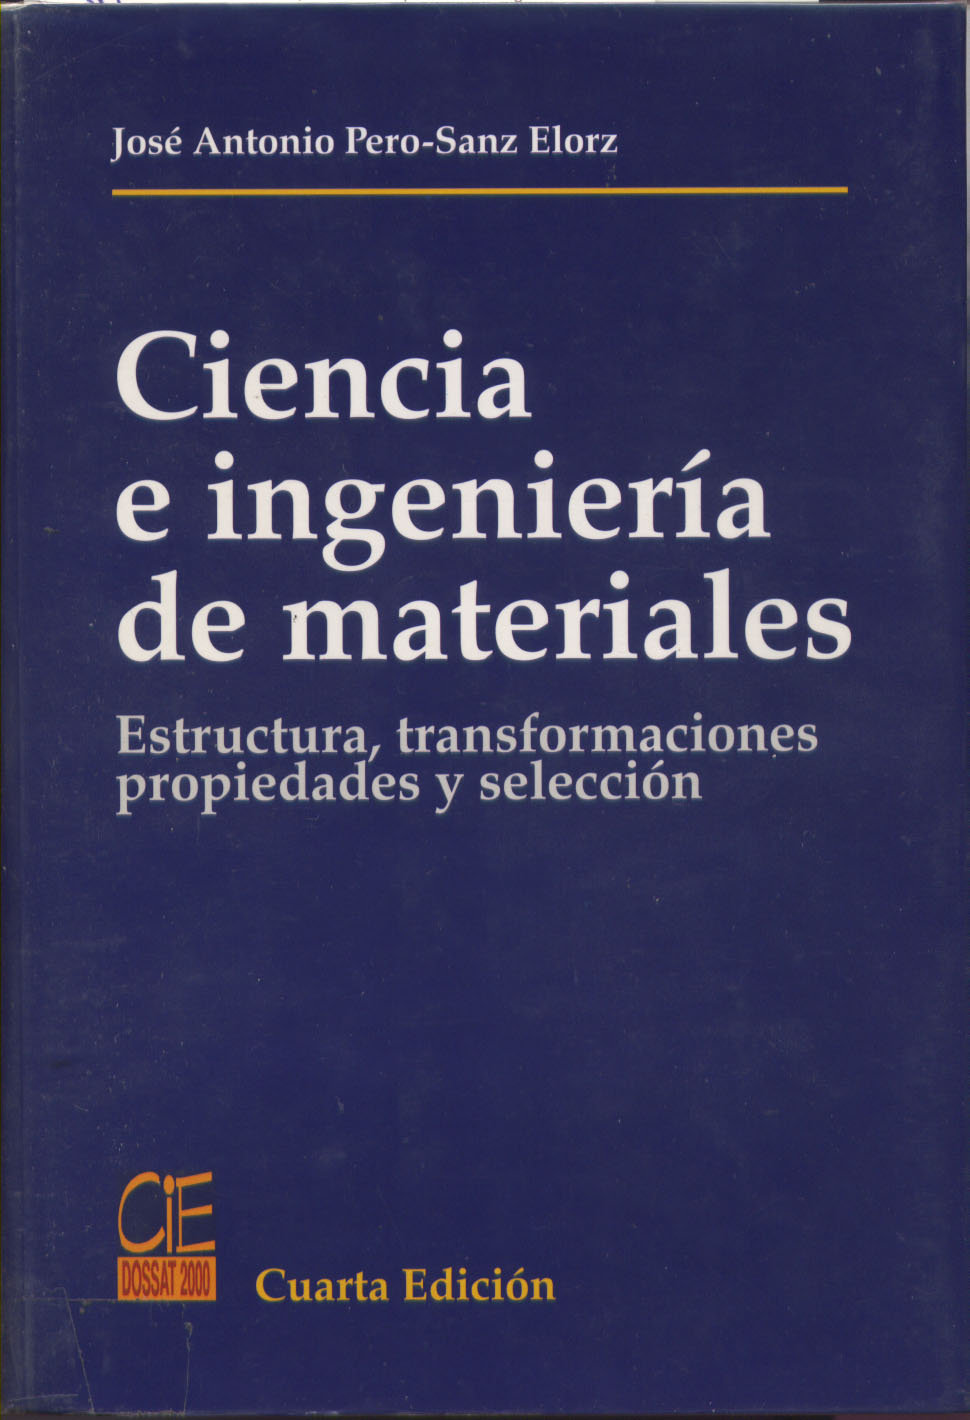 José Antonio Pero-Sanz Elorz
Ciencia
e ingeniería
de materiales
Estructura, transformaciones
propiedades y selección
CiE
DOSSAT 2000
Cuarta Edición